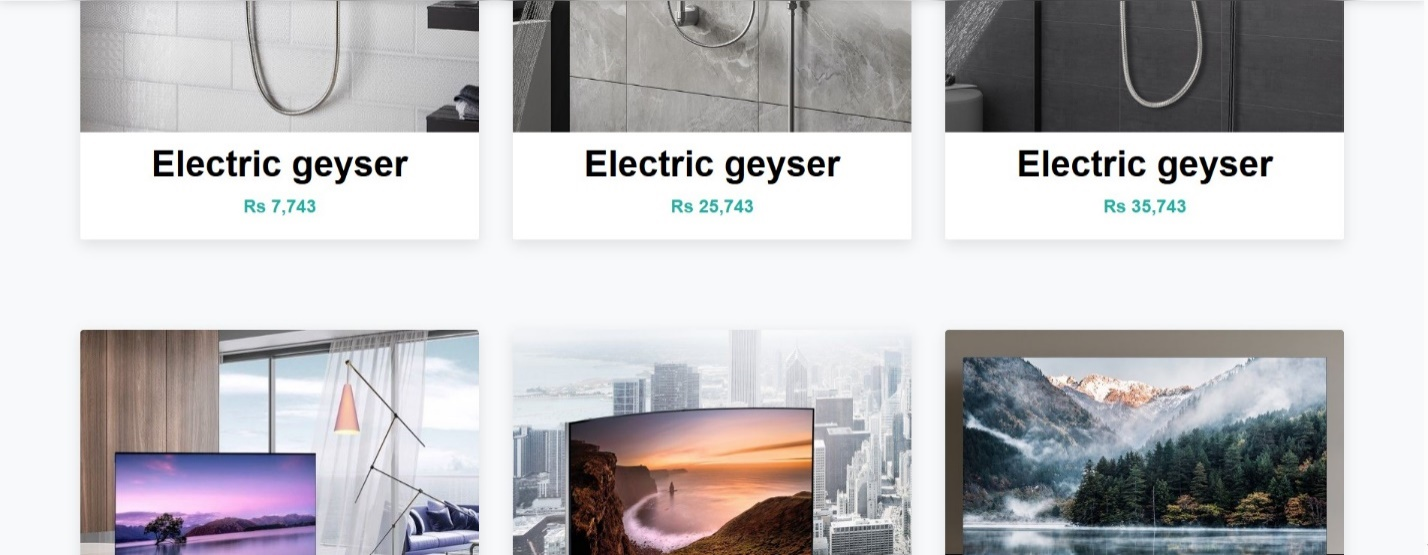 Electric geyser
Rs 7,743
Electric geyser
Rs 25,743
Electric geyser
Rs 35,743